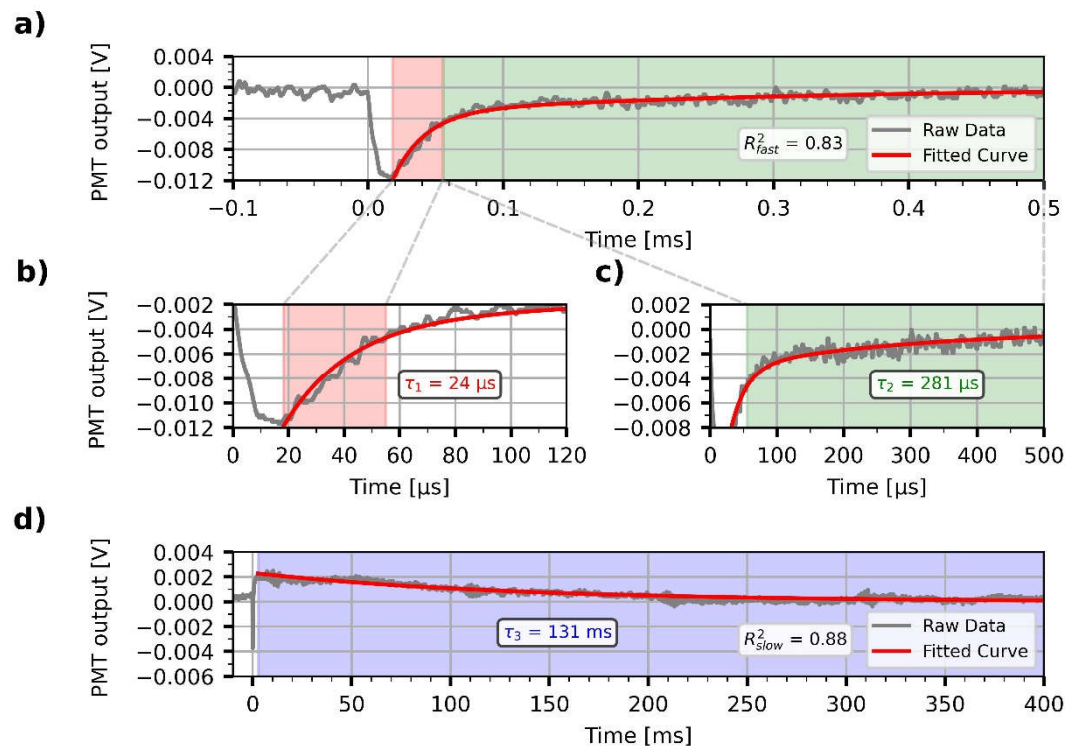 a)
PMT output [V]
0.004
0.000
−0.004
−0.008
−0.012
R²fast = 0.83
Raw Data
Fitted Curve
−0.1 0.0 0.1 0.2 0.3 0.4 0.5
Time [ms]
b)
PMT output [V]
−0.002
−0.004
−0.006
−0.008
−0.010
−0.012
τ₁ = 24 µs
0 20 40 60 80 100 120
Time [µs]
c)
0.002
0.000
−0.002
−0.004
−0.006
−0.008
τ₂ = 281 µs
0 100 200 300 400 500
Time [µs]
d)
PMT output [V]
0.004
0.002
0.000
−0.002
−0.004
−0.006
τ₃ = 131 ms
R²slow = 0.88
Raw Data
Fitted Curve
0 50 100 150 200 250 300 350 400
Time [ms]